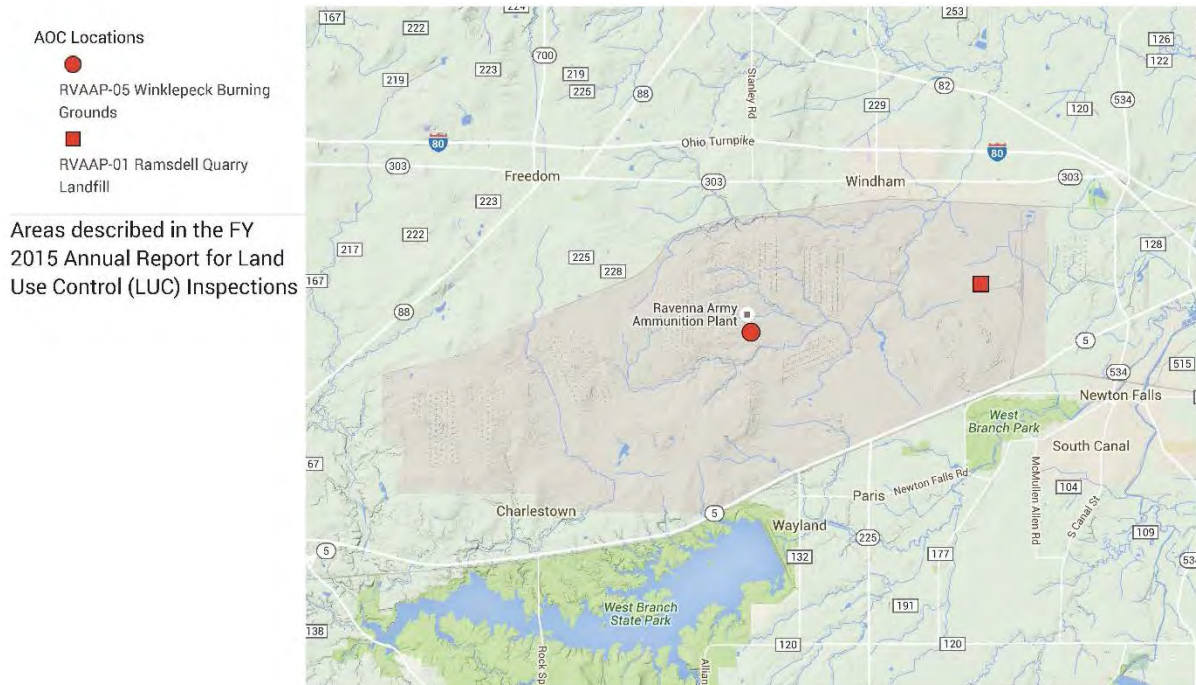 AOC Locations
RVAAP-05 Winklepeck Burning
Grounds
RVAAP-01 Ramsdell Quarry
Landfill
Areas described in the FY
2015 Annual Report for Land
Use Control (LUC) Inspections
167
222
224
253
700
Stanley Rd
126
122
219
223
219
225
88
229
82
120
534
80
Ohio Turnpike
80
303
Freedom
303
Windham
303
223
217
222
225
228
128
167
88
Ravenna Army
Ammunition Plant
5
534
515
Newton Falls
West
Branch Park
South Canal
67
Newton Falls Rd
Paris
McMullen Allen Rd
104
S Canal St
Charlestown
5
Wayland
225
109
5
132
177
534
West Branch
State Park
191
138
Rock Sp
Allian
120
120